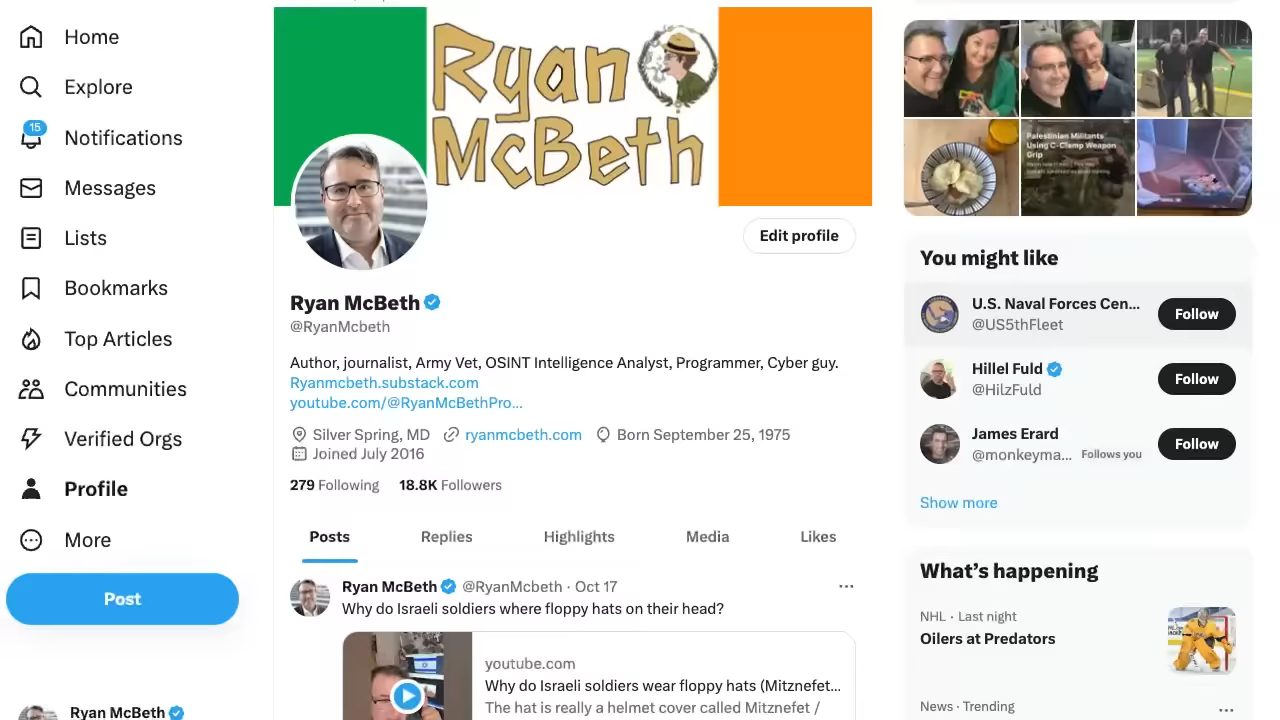 Home
Explore
15
Notifications
Messages
Lists
Bookmarks
Top Articles
Communities
Verified Orgs
Profile
More
Post
Ryan McBeth
Ryan
McBeth
Edit profile
Ryan McBeth
@RyanMcbeth
Author, journalist, Army Vet, OSINT Intelligence Analyst, Programmer, Cyber guy.
Ryanmcbeth.substack.com
youtube.com/@RyanMcBethPro...
Silver Spring, MD ryanmcbeth.com Born September 25, 1975
Joined July 2016
279 Following 18.8K Followers
Posts Replies Highlights Media Likes
Ryan McBeth @RyanMcbeth · Oct 17 ...
Why do Israeli soldiers where floppy hats on their head?
youtube.com
Why do Israeli soldiers wear floppy hats (Mitznefet...
The hat is really a helmet cover called Mitznefet /
Palestinian Militants
Using C-Clamp Weapon
Grip
You might like
U.S. Naval Forces Cen...
@US5thFleet
Follow
Hillel Fuld
@HilzFuld
Follow
James Erard
@monkeyma... Follows you
Follow
Show more
What's happening
NHL · Last night
Oilers at Predators
News · Trending ...